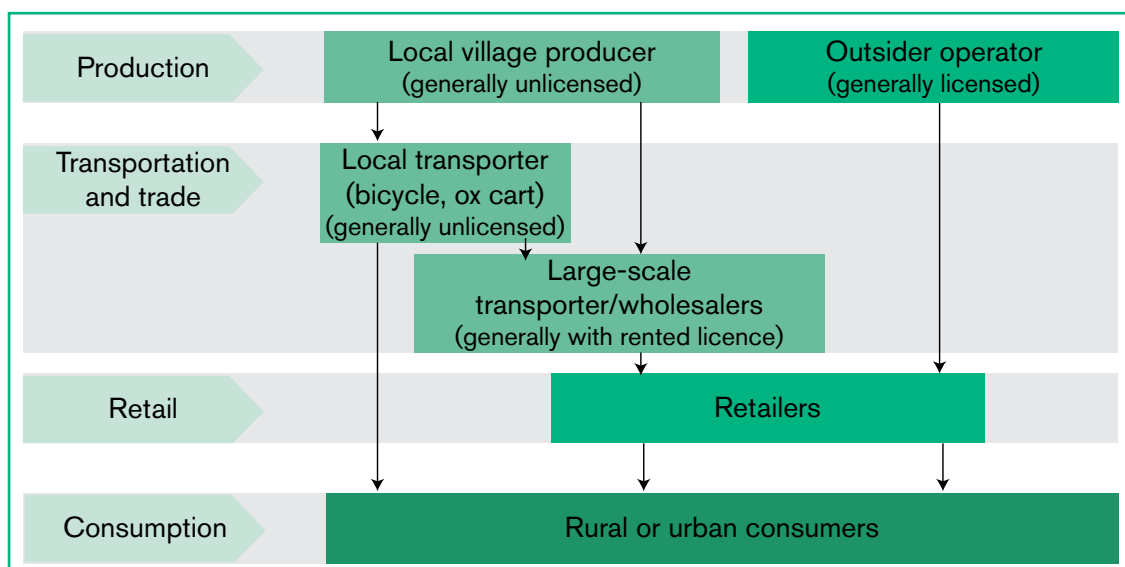 Production
Local village producer
(generally unlicensed)
Outsider operator
(generally licensed)
Transportation
and trade
Local transporter
(bicycle, ox cart)
(generally unlicensed)
Large-scale
transporter/wholesalers
(generally with rented licence)
Retail
Retailers
Consumption
Rural or urban consumers